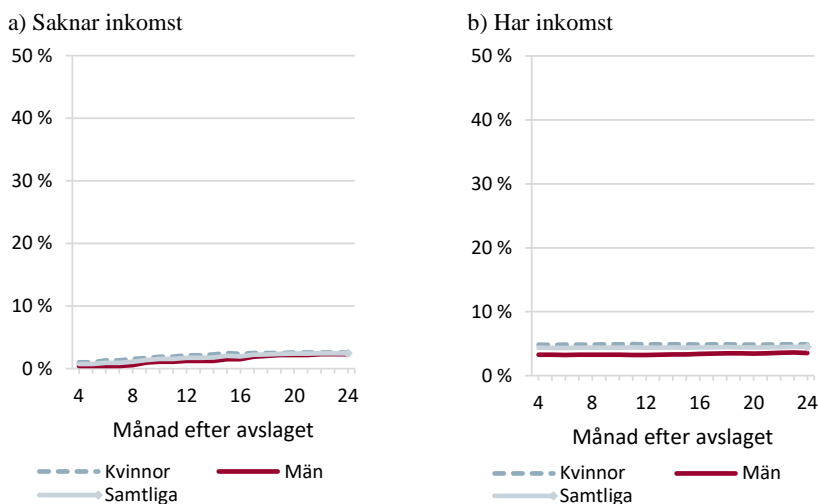 a) Saknar inkomst
50 %
40 %
30 %
20 %
10 %
0 %
4 8 12 16 20 24
Månad efter avslaget
Kvinnor Män
Samtliga
b) Har inkomst
50 %
40 %
30 %
20 %
10 %
0 %
4 8 12 16 20 24
Månad efter avslaget
Kvinnor Män
Samtliga